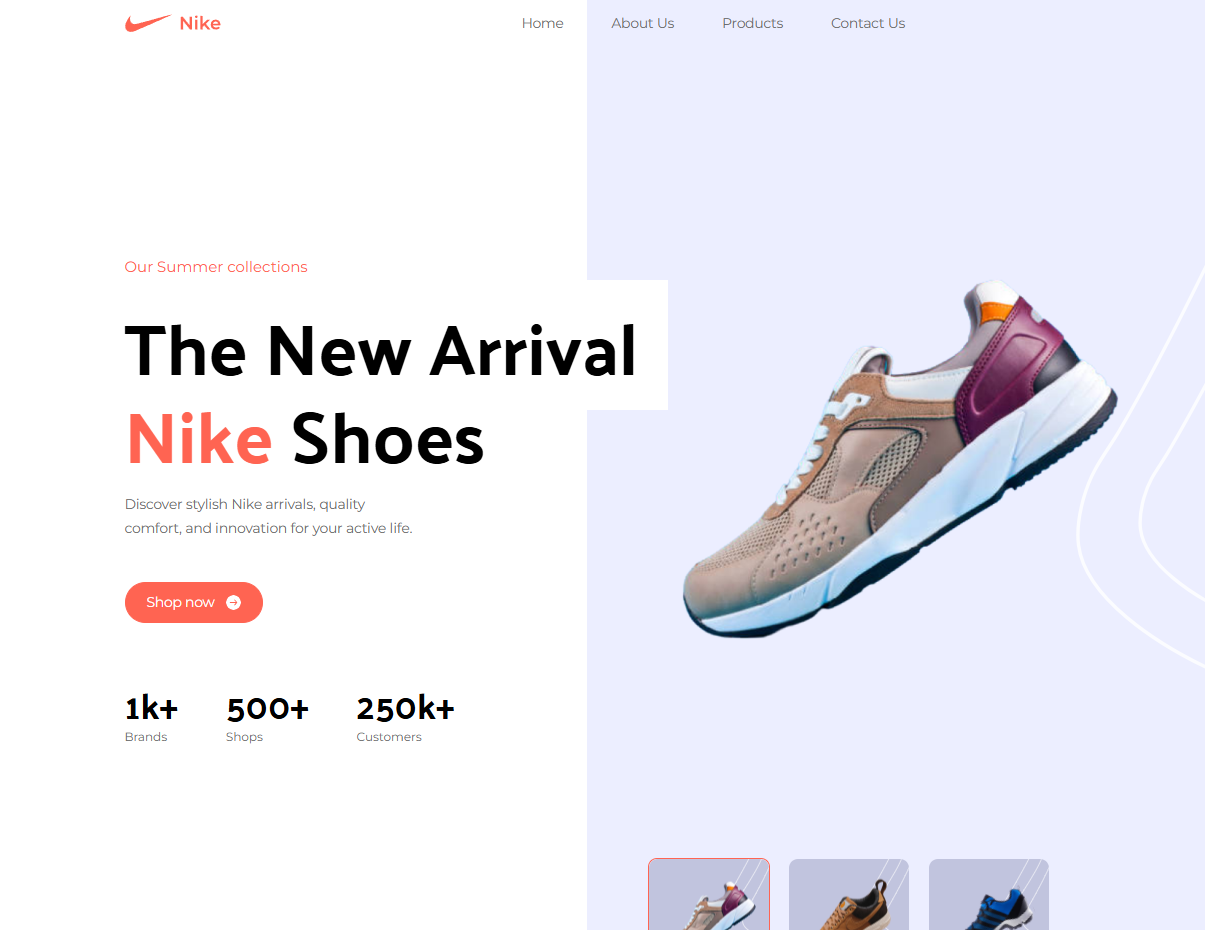 Nike
Home
About Us
Products
Contact Us
Our Summer collections
The New Arrival
Nike Shoes
Discover stylish Nike arrivals, quality
comfort, and innovation for your active life.
Shop now
1k+
Brands
500+
Shops
250k+
Customers